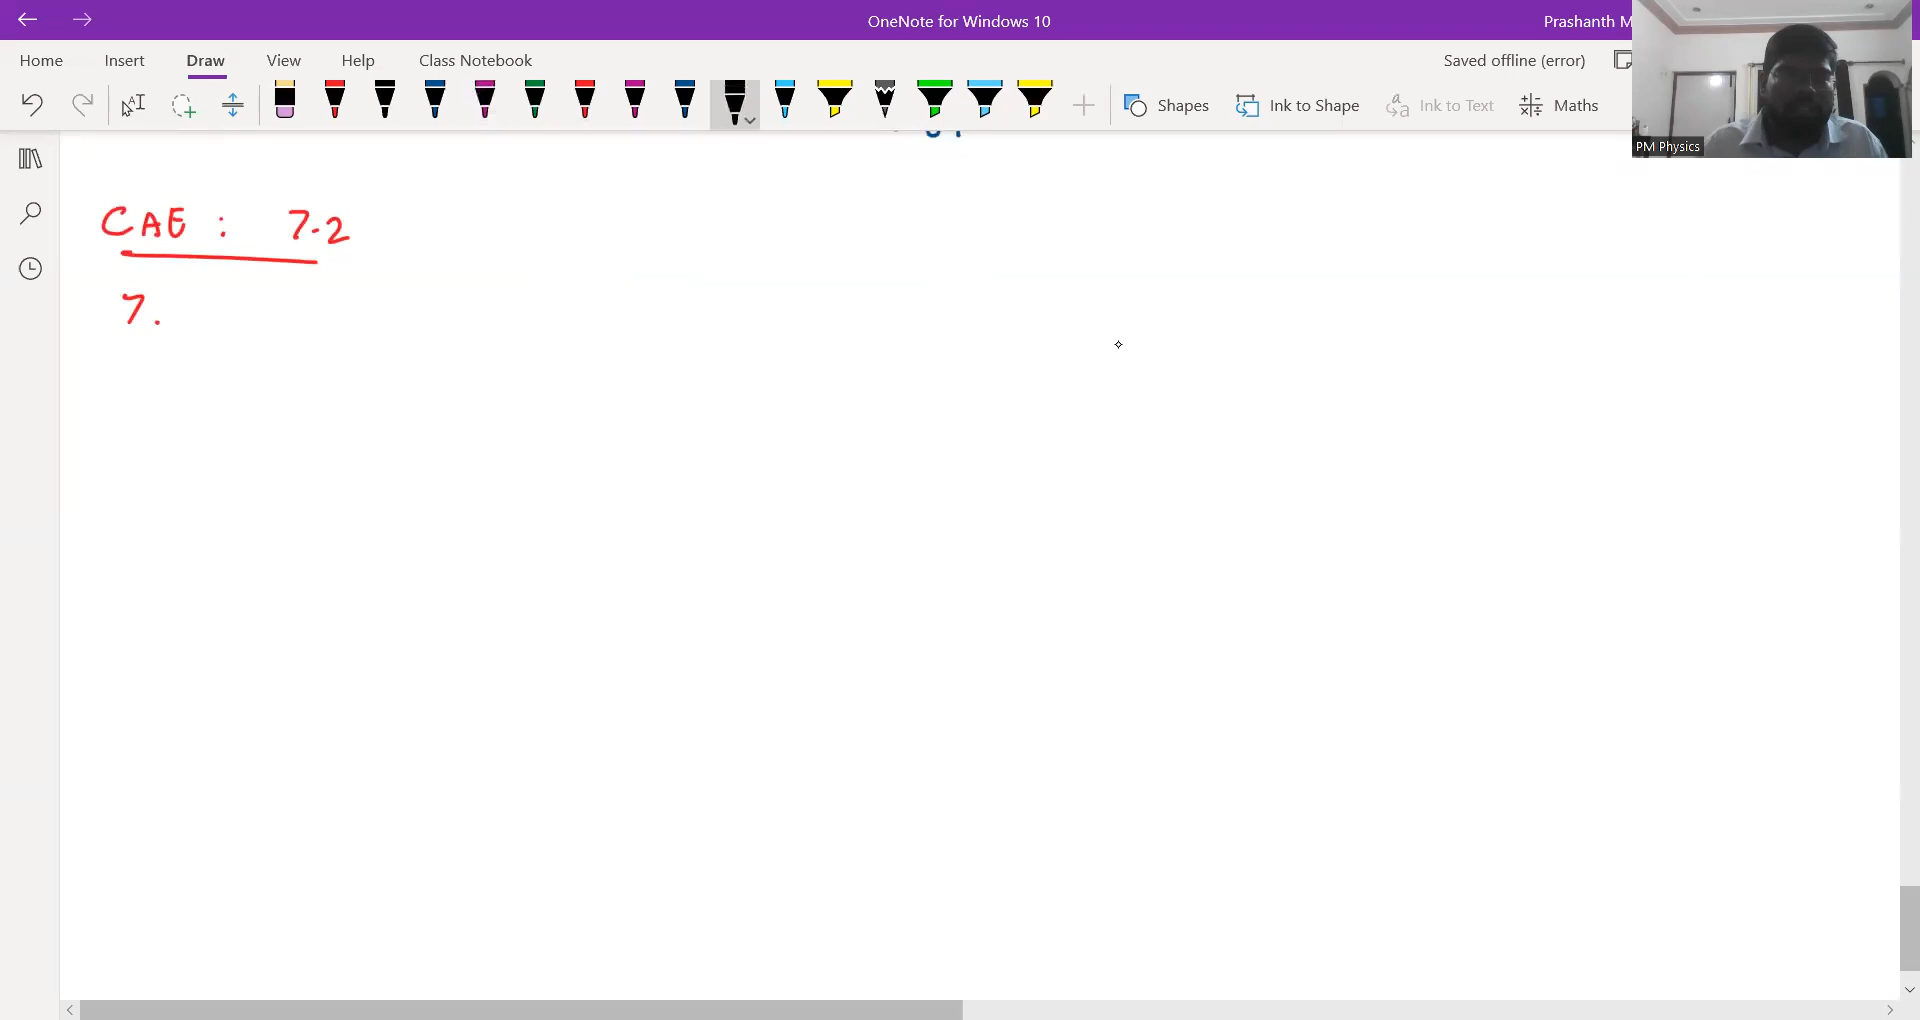 OneNote for Windows 10
Prashanth M
Home Insert Draw View Help Class Notebook
Saved offline (error)
Shapes Ink to Shape Ink to Text Maths
PM Physics
CAE : 7.2
7.